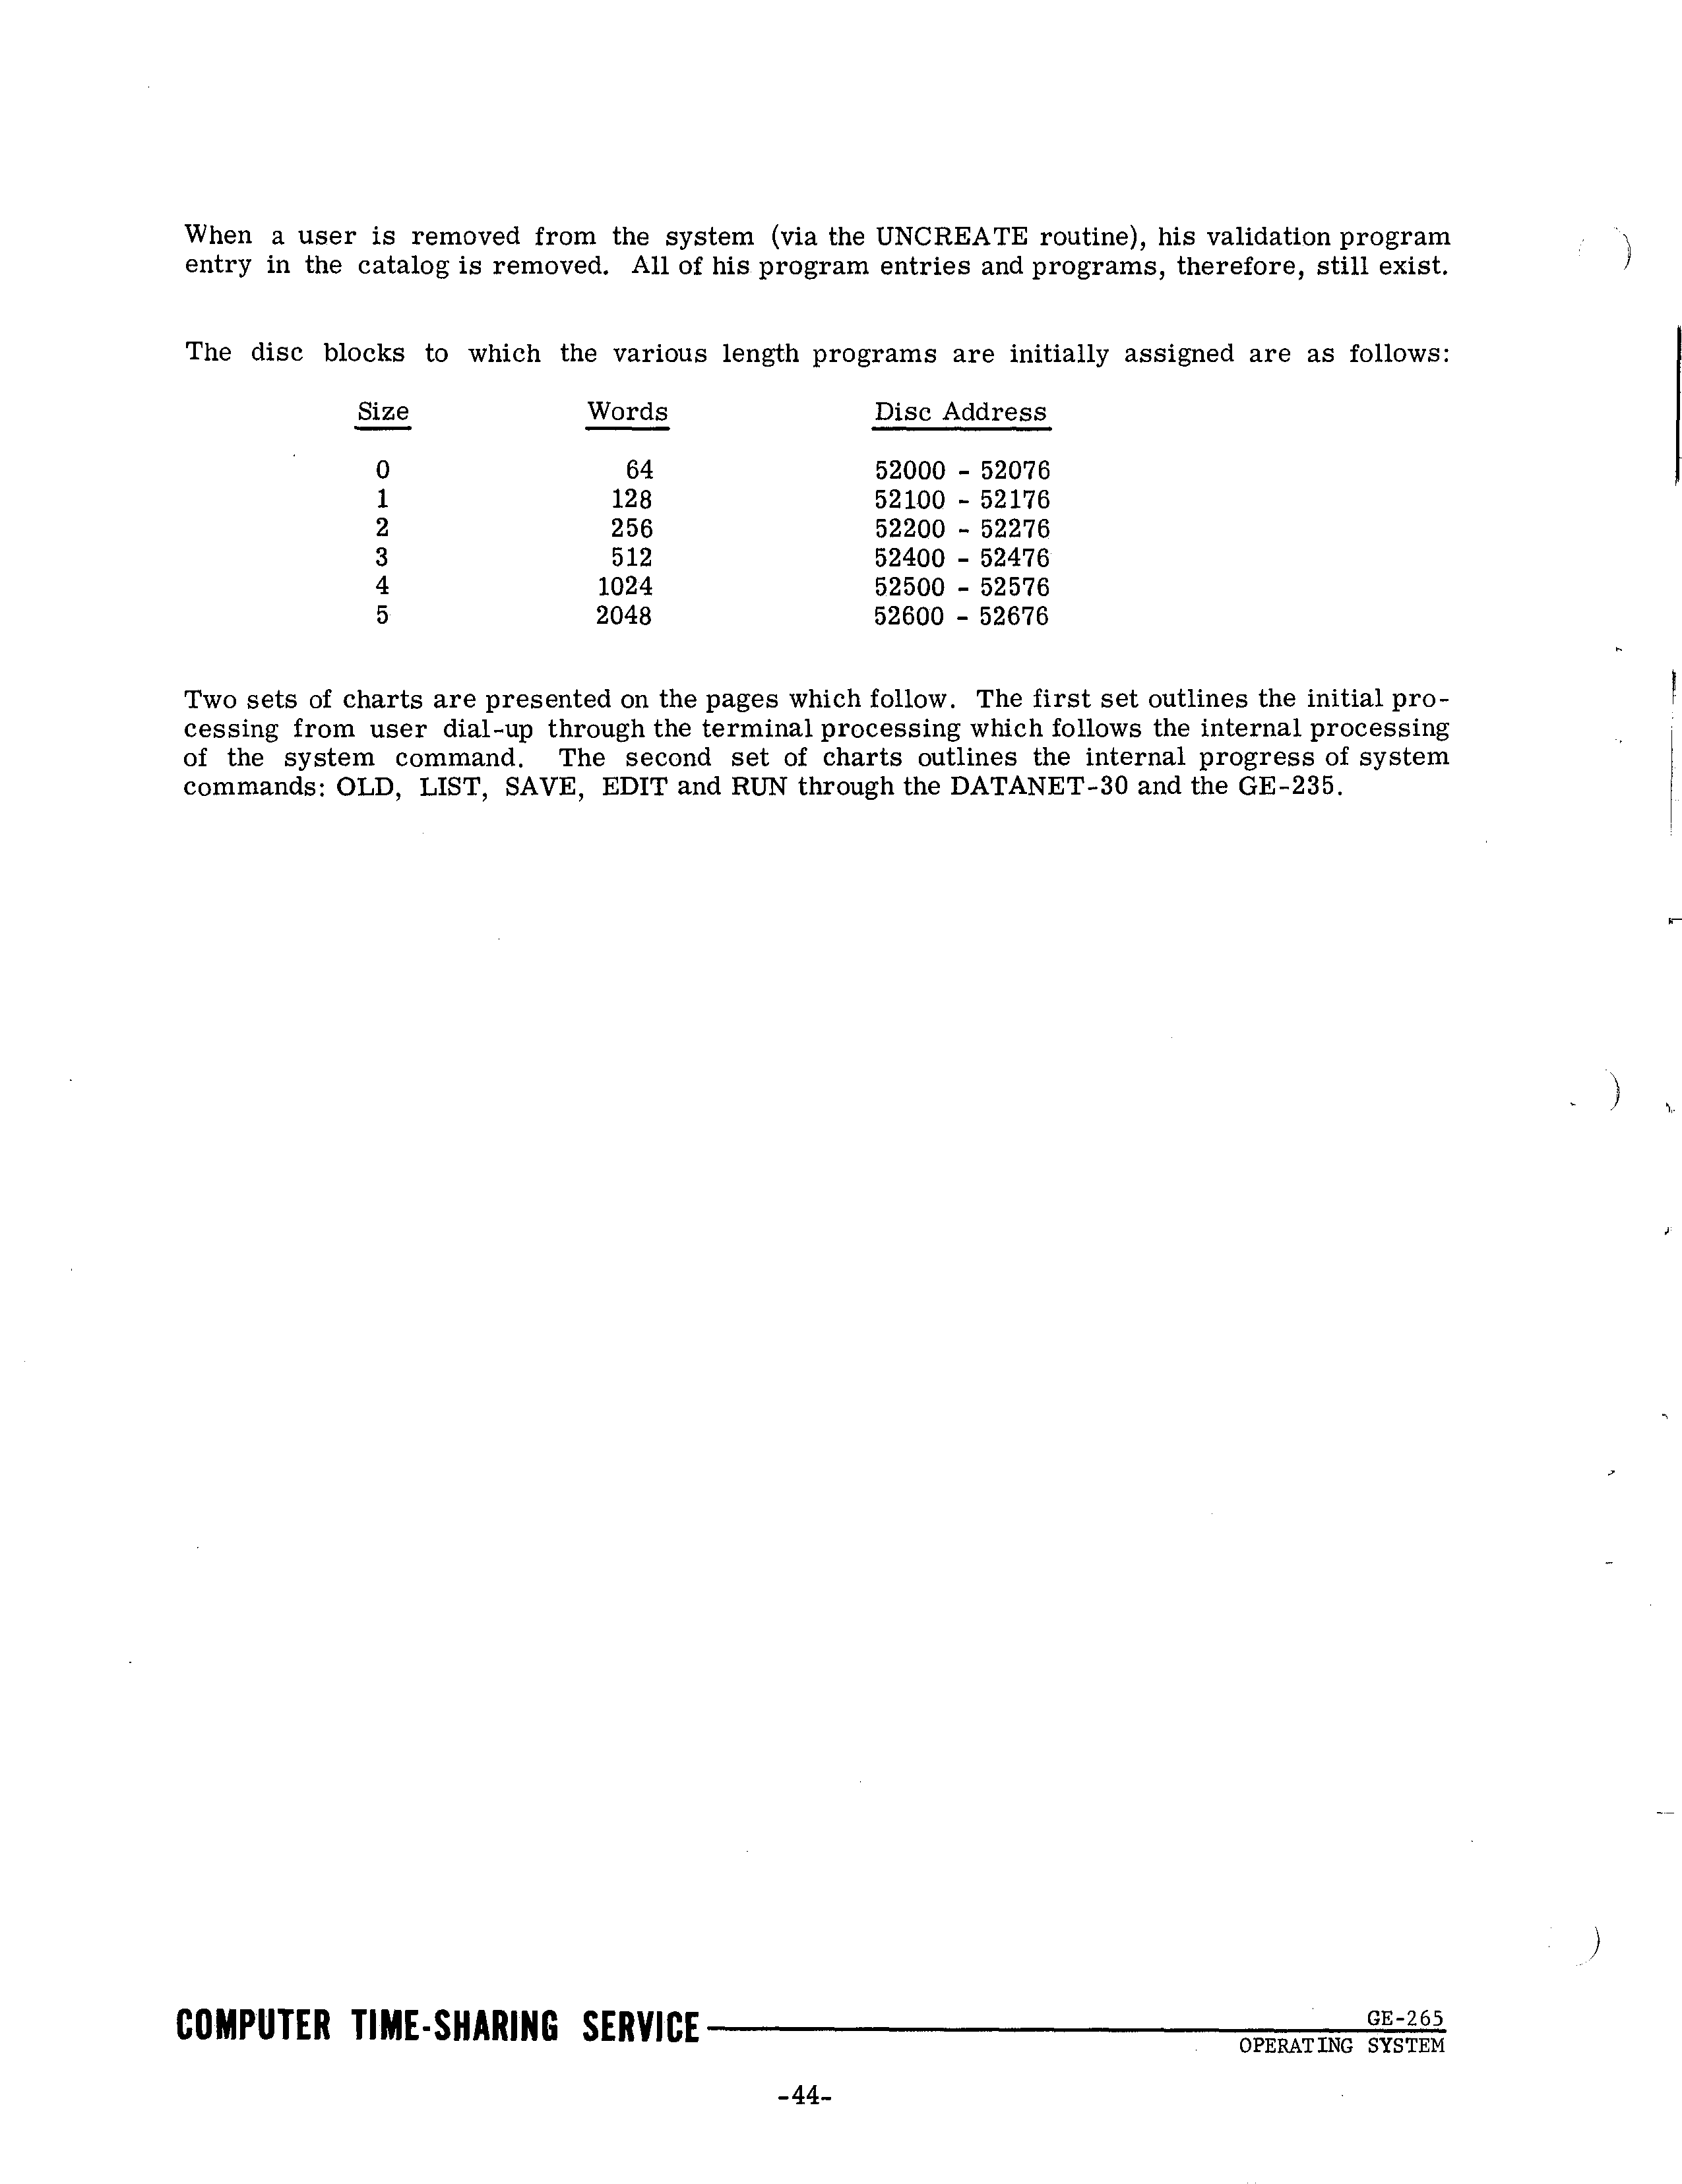 When a user is removed from the system (via the UNCREATE routine), his validation program
entry in the catalog is removed. All of his program entries and programs, therefore, still exist.
The disc blocks to which the various length programs are initially assigned are as follows:
Size Words Disc Address
0 64 52000 - 52076
1 128 52100 - 52176
2 256 52200 - 52276
3 512 52400 - 52476
4 1024 52500 - 52576
5 2048 52600 - 52676
Two sets of charts are presented on the pages which follow. The first set outlines the initial pro-
cessing from user dial-up through the terminal processing which follows the internal processing
of the system command. The second set of charts outlines the internal progress of system
commands: OLD, LIST, SAVE, EDIT and RUN through the DATANET-30 and the GE-235.
COMPUTER TIME-SHARING SERVICE
GE-265
OPERATING SYSTEM
-44-